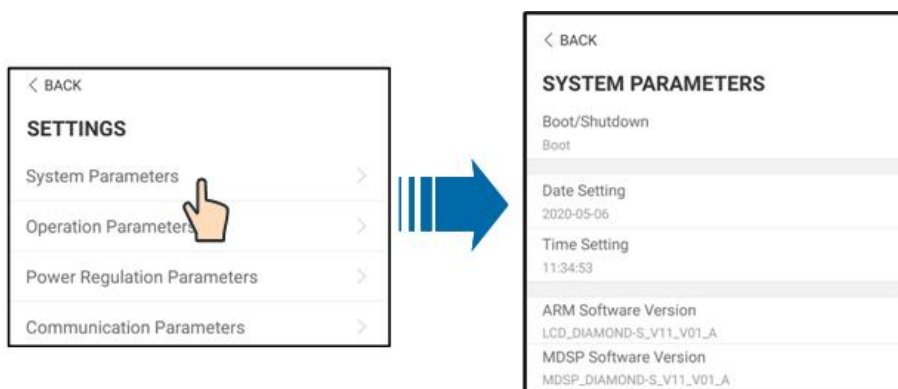 < BACK
SETTINGS
System Parameters
Operation Parameters
Power Regulation Parameters
Communication Parameters
< BACK
SYSTEM PARAMETERS
Boot/Shutdown
Boot
Date Setting
2020-05-06
Time Setting
11:34:53
ARM Software Version
LCD_DIAMOND-S_V11_V01_A
MDSP Software Version
MDSP_DIAMOND-S_V11_V01_A